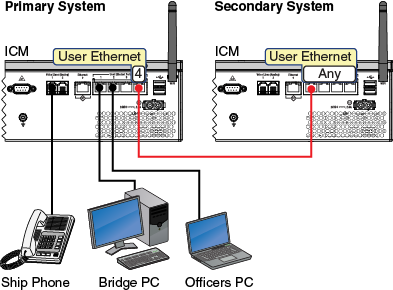 Primary System
Secondary System
ICM
User Ethernet
4
ICM
User Ethernet
Any
Ship Phone
Bridge PC
Officers PC